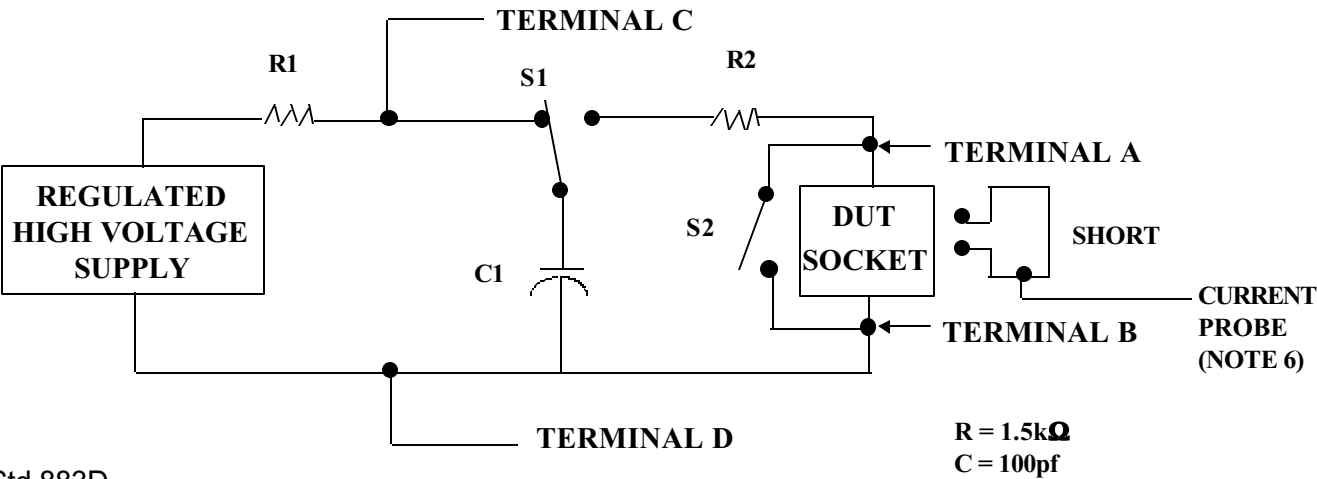 TERMINAL C
R1
S1
R2
TERMINAL A
REGULATED
HIGH VOLTAGE
SUPPLY
S2
DUT
SOCKET
SHORT
C1
CURRENT
PROBE
(NOTE 6)
TERMINAL B
TERMINAL D
R = 1.5kΩ
C = 100pf